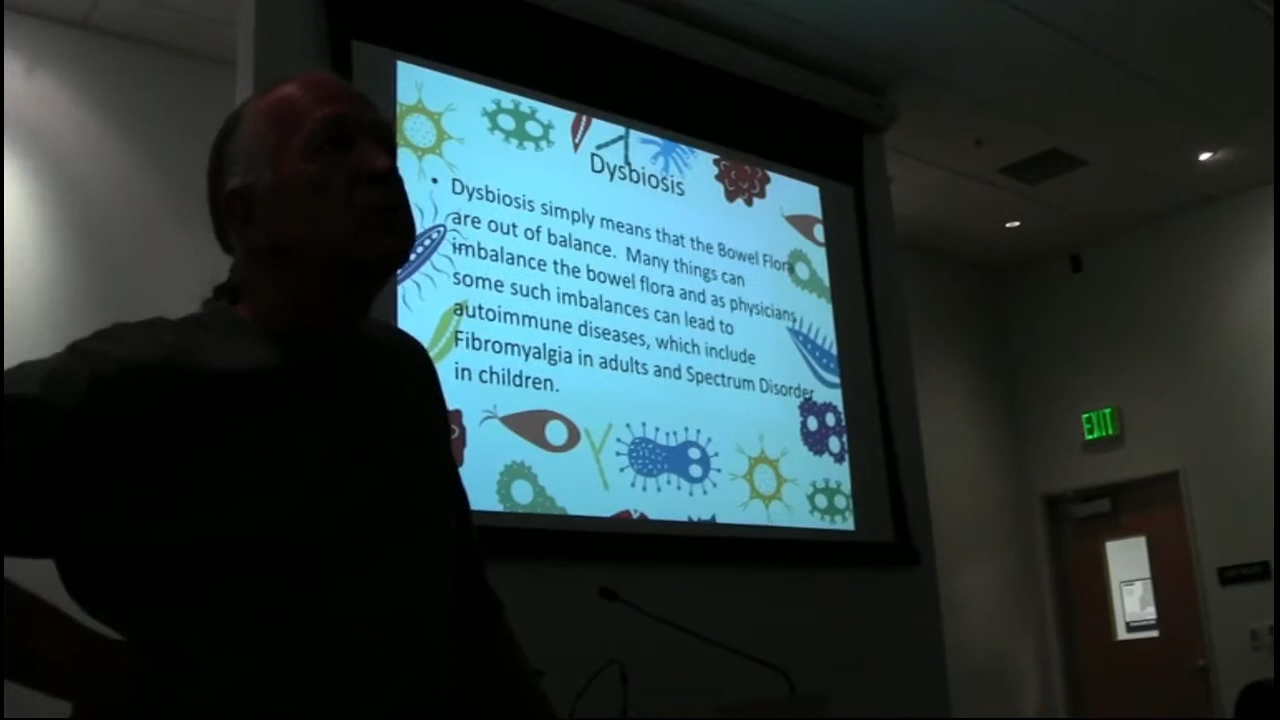 Dysbiosis
• Dysbiosis simply means that the Bowel Flora
are out of balance. Many things can
imbalance the bowel flora and as physicians
some such imbalances can lead to
autoimmune diseases, which include
Fibromyalgia in adults and Spectrum Disorder
in children.
EXIT